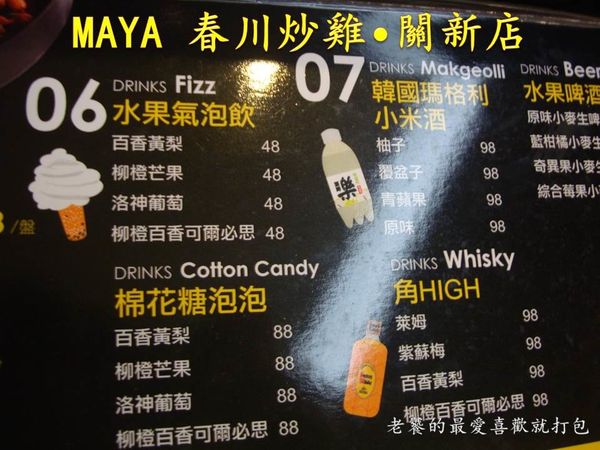 MAYA 春川炒雞•關新店
06
DRINKS Fizz
水果氣泡飲
百香黃梨 48
柳橙芒果 48
洛神葡萄 48
柳橙百香可爾必思 48
07
DRINKS Makgeolli
韓國瑪格利
小米酒
柚子 98
覆盆子 98
青蘋果 98
原味 98
樂
DRINKS Beer
水果啤酒
原味小麥生啤
藍柑橘小麥生
奇異果小麥
綜合莓果小
/盤
DRINKS Cotton Candy
棉花糖泡泡
百香黃梨 88
柳橙芒果 88
洛神葡萄 88
柳橙百香可爾必思 88
DRINKS Whisky
角HIGH
萊姆 98
紫蘇梅 98
百香黃梨 98
柳橙百香可爾必思 98
老饕的最愛喜歡就打包